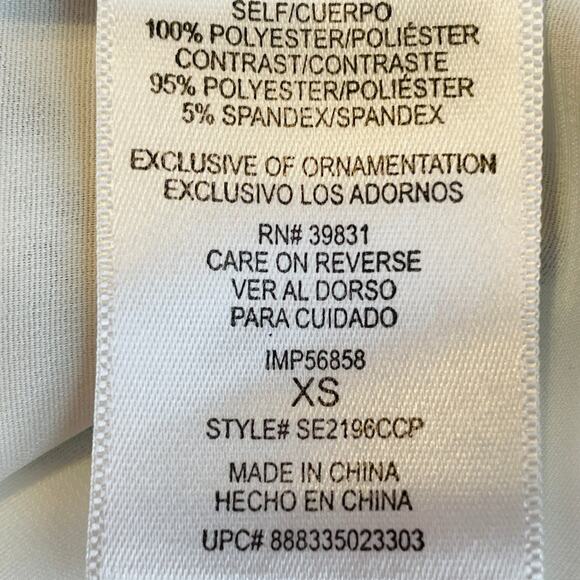 SELF/CUERPO
100% POLYESTER/POLIÉSTER
CONTRAST/CONTRASTE
95% POLYESTER/POLIÉSTER
5% SPANDEX/SPANDEX
EXCLUSIVE OF ORNAMENTATION
EXCLUSIVO LOS ADORNOS
RN# 39831
CARE ON REVERSE
VER AL DORSO
PARA CUIDADO
IMP56858
XS
STYLE# SE2196CCP
MADE IN CHINA
HECHO EN CHINA
UPC# 888335023303